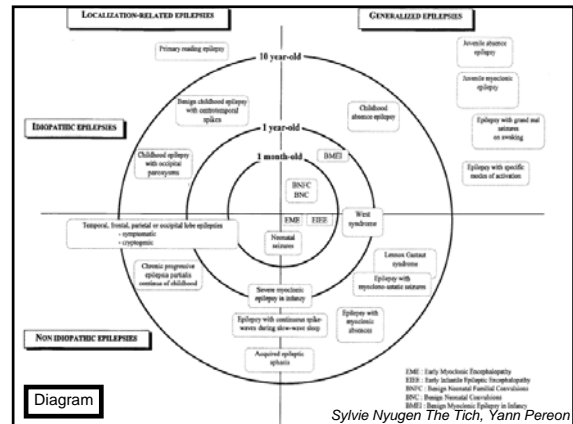 LOCALIZATION-RELATED EPILEPSIES
GENERALIZED EPILEPSIES
Primary reading epilepsy
10 year-old
Juvenile absence
epilepsy
Juvenile myoclonic
epilepsy
Benign childhood epilepsy
with centrotemporal
spikes
Childhood
absence epilepsy
Epilepsy with grand mal
seizures
on awaking
IDIOPATHIC EPILEPSIES
1 year-old
Childhood epilepsy
with occipital
paroxysms
1 month-old
BMEI
Epilepsy with specific
modes of activation
BNFC
BNC
Temporal, frontal, parietal or occipital lobe epilepsies
- symptomatic
- cryptogenic
EME
EIEE
West
syndrome
Neonatal
seizures
Chronic progressive
epilepsia partialis
continue of childhood
Lennox Gastaut
syndrome
Epilepsy with
myoclono-astatic seizures
Severe myoclonic
epilepsy in infancy
Epilepsy with continuous spike-
waves during slow-wave sleep
Epilepsy with
myoclonic
absences
NON IDIOPATHIC EPILEPSIES
Acquired epileptic
aphasia
EME : Early Myoclonic Encephalopathy
EIEE : Early Infantile Epileptic Encephalopathy
BNFC : Benign Neonatal Familial Convulsions
BNC : Benign Neonatal Convulsions
BMEI : Benign Myoclonic Epilepsy in Infancy
Diagram
Sylvie Nyugen The Tich, Yann Pereon